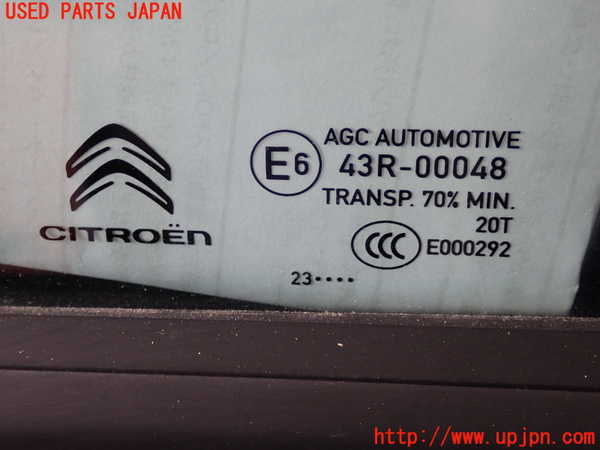 USED PARTS JAPAN
AGC AUTOMOTIVE
E6 43R-00048
TRANSP. 70% MIN.
20T
CCC E000292
CITROËN
23••••
http://www.upjpn.com/